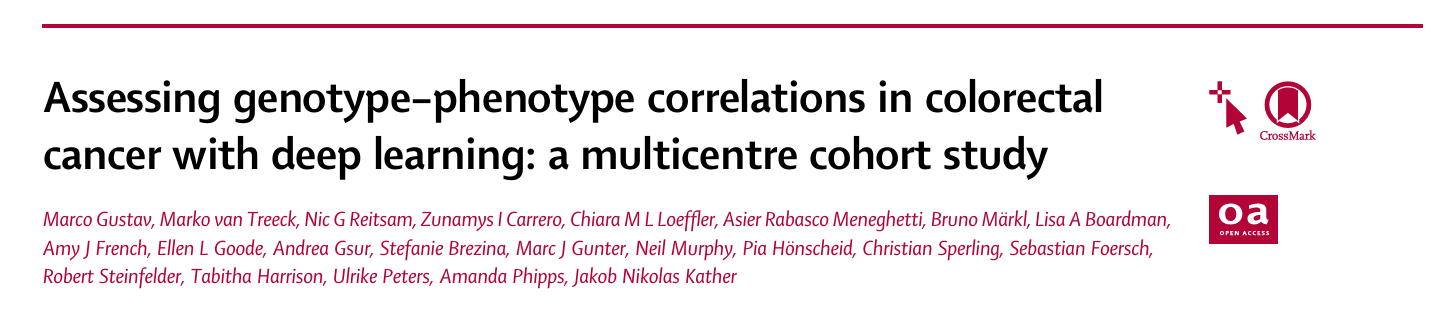 Assessing genotype–phenotype correlations in colorectal
cancer with deep learning: a multicentre cohort study
CrossMark
Marco Gustav, Marko van Treeck, Nic G Reitsam, Zunamys I Carrero, Chiara M L Loeffler, Asier Rabasco Meneghetti, Bruno Märkl, Lisa A Boardman,
Amy J French, Ellen L Goode, Andrea Gsur, Stefanie Brezina, Marc J Gunter, Neil Murphy, Pia Hönscheid, Christian Sperling, Sebastian Foersch,
Robert Steinfelder, Tabitha Harrison, Ulrike Peters, Amanda Phipps, Jakob Nikolas Kather
oa
OPEN ACCESS